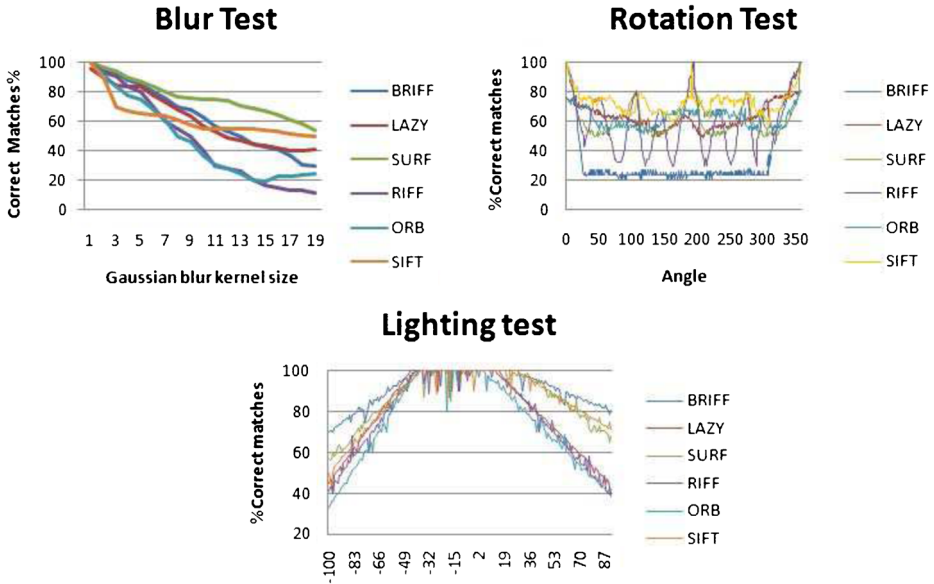 Blur Test
Correct Matches%
100
80
60
40
20
0
1 3 5 7 9 11 13 15 17 19
Gaussian blur kernel size
BRIFF
LAZY
SURF
RIFF
ORB
SIFT
Rotation Test
%Correct matches
100
80
60
40
20
0
0 50 100 150 200 250 300 350
Angle
BRIFF
LAZY
SURF
RIFF
ORB
SIFT
Lighting test
%Correct matches
100
80
60
40
20
-100 -83 -66 -49 -32 -15 2 19 36 53 70 87
BRIFF
LAZY
SURF
RIFF
ORB
SIFT